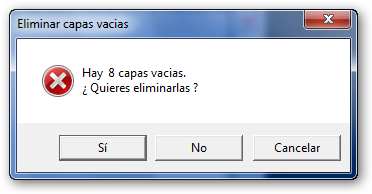 Eliminar capas vacias
Hay 8 capas vacias.
¿ Quieres eliminarlas ?
Sí
No
Cancelar